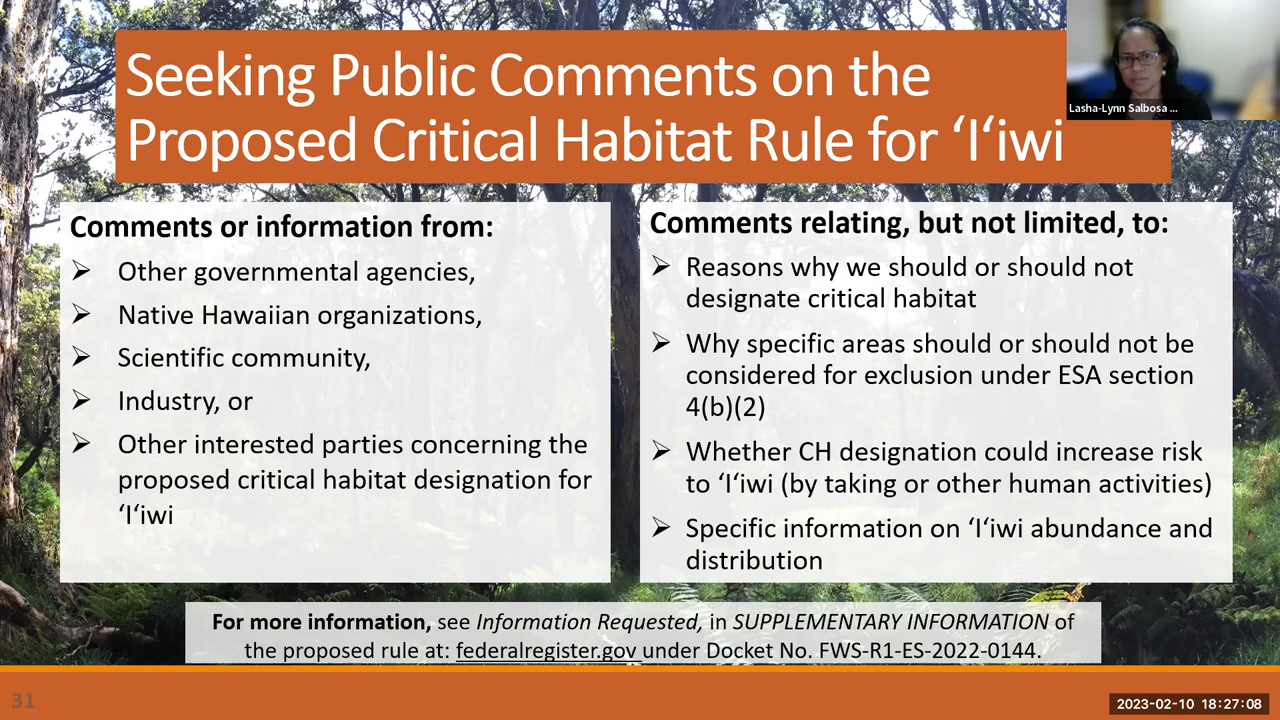 Seeking Public Comments on the
Proposed Critical Habitat Rule for ‘I‘iwi
Lasha-Lynn Salbosa ...
Comments or information from:
➢ Other governmental agencies,
➢ Native Hawaiian organizations,
➢ Scientific community,
➢ Industry, or
➢ Other interested parties concerning the
proposed critical habitat designation for
‘I‘iwi
Comments relating, but not limited, to:
➢ Reasons why we should or should not
designate critical habitat
➢ Why specific areas should or should not be
considered for exclusion under ESA section
4(b)(2)
➢ Whether CH designation could increase risk
to ‘I‘iwi (by taking or other human activities)
➢ Specific information on ‘I‘iwi abundance and
distribution
For more information, see Information Requested, in SUPPLEMENTARY INFORMATION of
the proposed rule at: federalregister.gov under Docket No. FWS-R1-ES-2022-0144.
31
2023-02-10 18:27:08